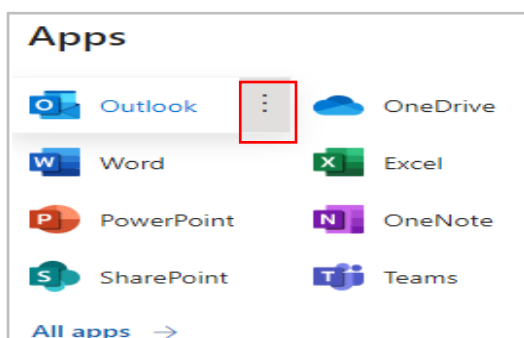 Apps
Outlook
OneDrive
Word
Excel
PowerPoint
OneNote
SharePoint
Teams
All apps →